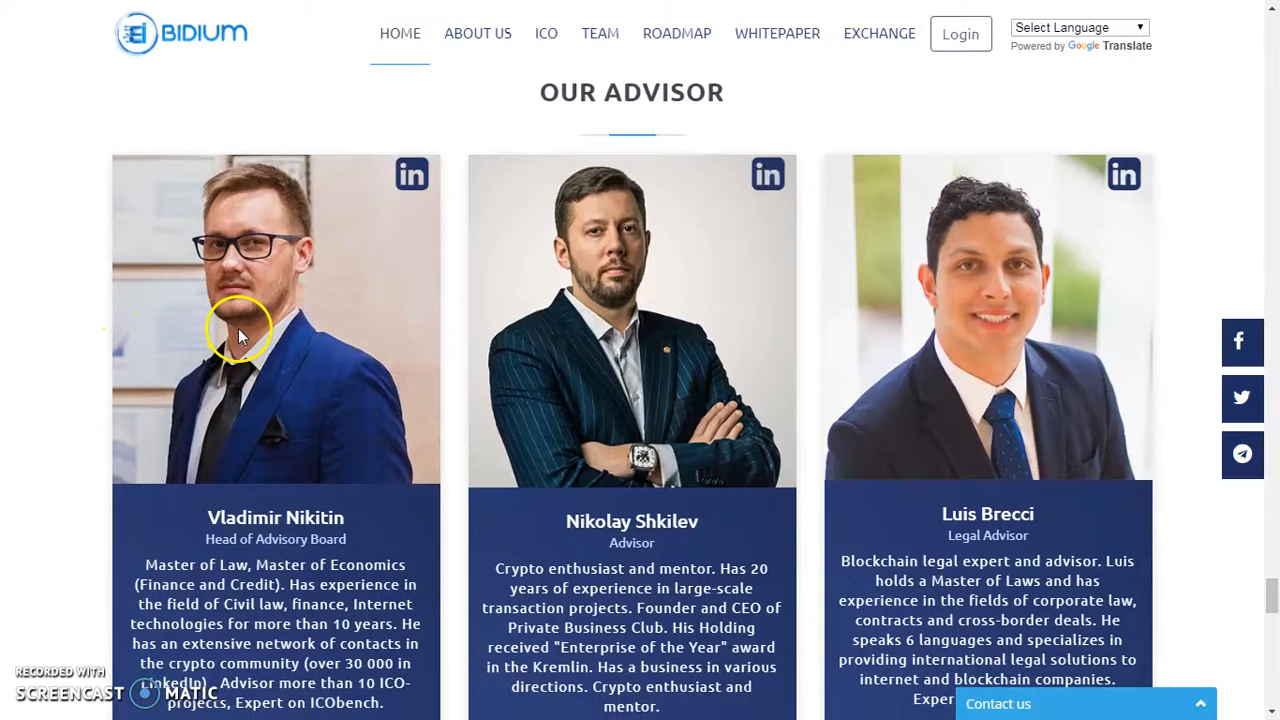 BIDIUM
HOME
ABOUT US
ICO
TEAM
ROADMAP
WHITEPAPER
EXCHANGE
Login
Select Language
Powered by Google Translate
OUR ADVISOR
in
in
in
Vladimir Nikitin
Head of Advisory Board
Master of Law, Master of Economics
(Finance and Credit). Has experience in
the field of Civil law, finance, Internet
technologies for more than 10 years. He
has an extensive network of contacts in
the crypto community (over 30 000 in
LinkedIn) . Advisor more than 10 ICO-
projects, Expert on ICObench.
Nikolay Shkilev
Advisor
Crypto enthusiast and mentor. Has 20
years of experience in large-scale
transaction projects. Founder and CEO of
Private Business Club. His Holding
received "Enterprise of the Year" award
in the Kremlin. Has a business in various
directions. Crypto enthusiast and
mentor.
Luis Brecci
Legal Advisor
Blockchain legal expert and advisor. Luis
holds a Master of Laws and has
experience in the fields of corporate law,
contracts and cross-border deals. He
speaks 6 languages and specializes in
providing international legal solutions to
internet and blockchain companies.
Contact us
RECORDED WITH
SCREENCAST MATIC